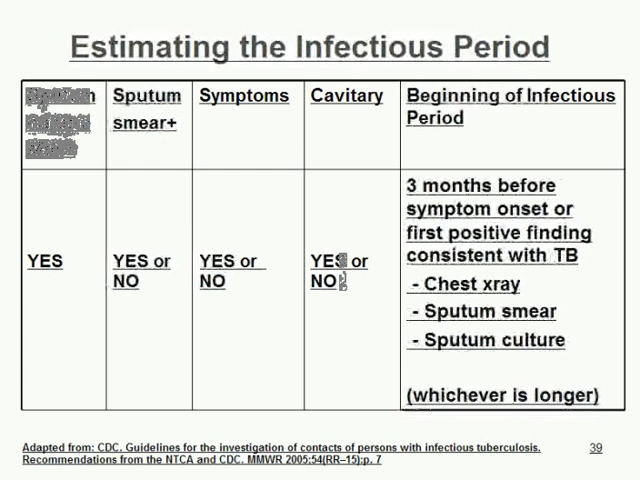 Estimating the Infectious Period
Sputum
smear+
Symptoms
Cavitary
Beginning of Infectious
Period
YES
YES or
NO
YES or
NO
YES or
NO
3 months before
symptom onset or
first positive finding
consistent with TB
- Chest xray
- Sputum smear
- Sputum culture
(whichever is longer)
Adapted from: CDC. Guidelines for the investigation of contacts of persons with infectious tuberculosis.
Recommendations from the NTCA and CDC. MMWR 2005;54(RR–15):p. 7
39